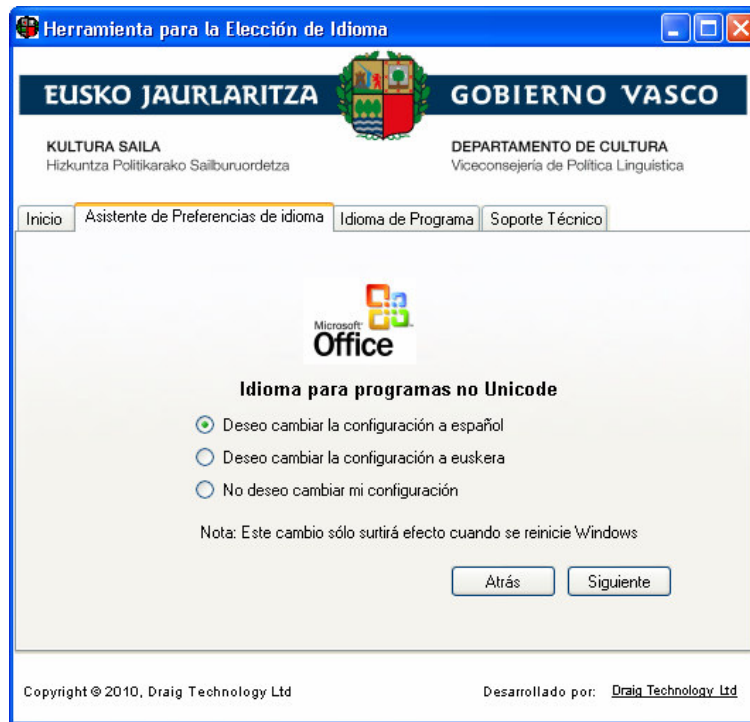 Herramienta para la Elección de Idioma
EUSKO JAURLARITZA
GOBIERNO VASCO
KULTURA SAILA
Hizkuntza Politikarako Sailburuordetza
DEPARTAMENTO DE CULTURA
Viceconsejería de Política Linguistica
Inicio
Asistente de Preferencias de idioma
Idioma de Programa
Soporte Técnico
Microsoft
Office
Idioma para programas no Unicode
Deseo cambiar la configuración a español
Deseo cambiar la configuración a euskera
No deseo cambiar mi configuración
Nota: Este cambio sólo surtirá efecto cuando se reinicie Windows
Atrás
Siguiente
Copyright © 2010, Draig Technology Ltd
Desarrollado por: Draig Technology Ltd